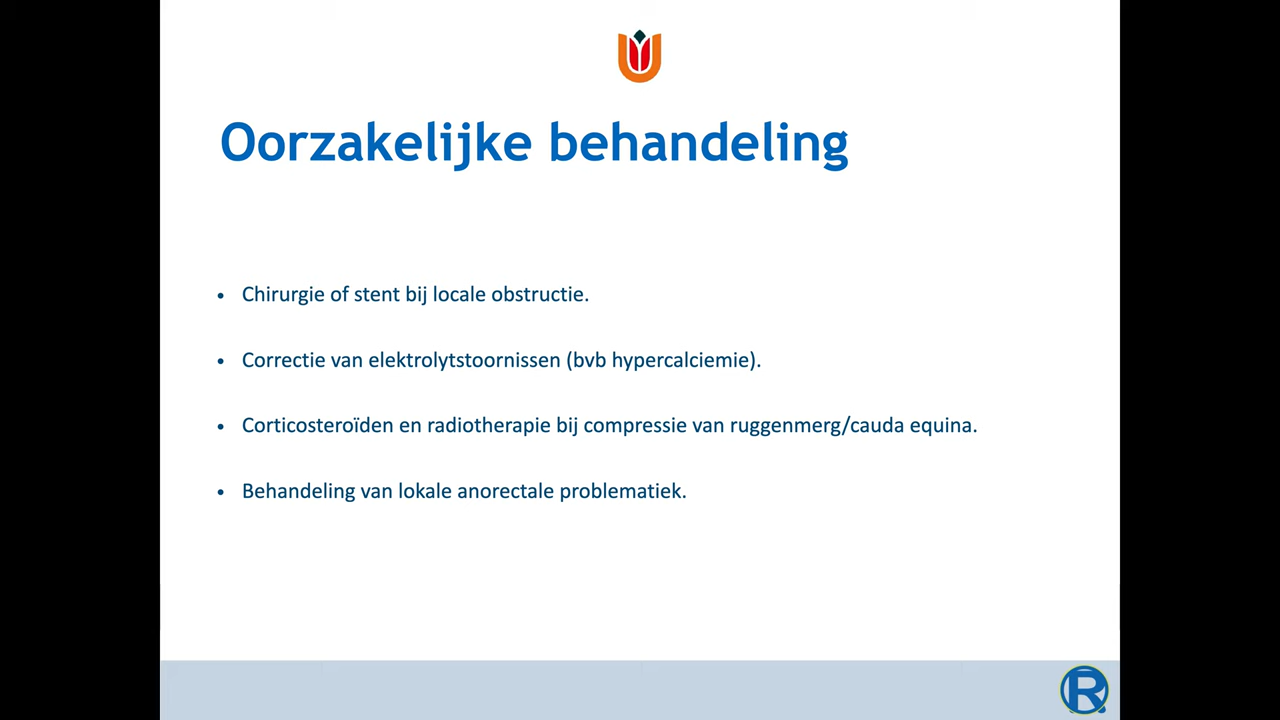 Oorzakelijke behandeling
• Chirurgie of stent bij locale obstructie.
• Correctie van elektrolytstoornissen (bvb hypercalciemie).
• Corticosteroïden en radiotherapie bij compressie van ruggenmerg/cauda equina.
• Behandeling van lokale anorectale problematiek.
R